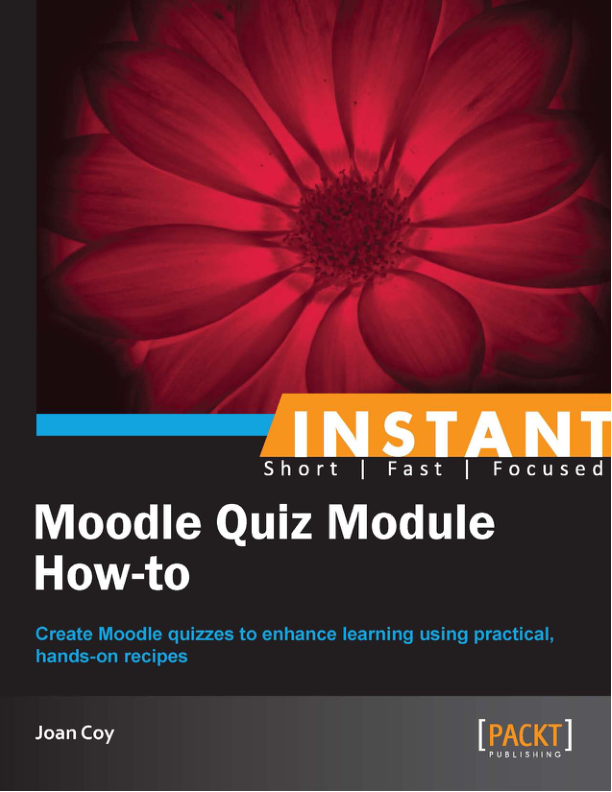 INSTANT
Short | Fast | Focused
Moodle Quiz Module
How-to
Create Moodle quizzes to enhance learning using practical,
hands-on recipes
Joan Coy
[PACKT]
PUBLISHING